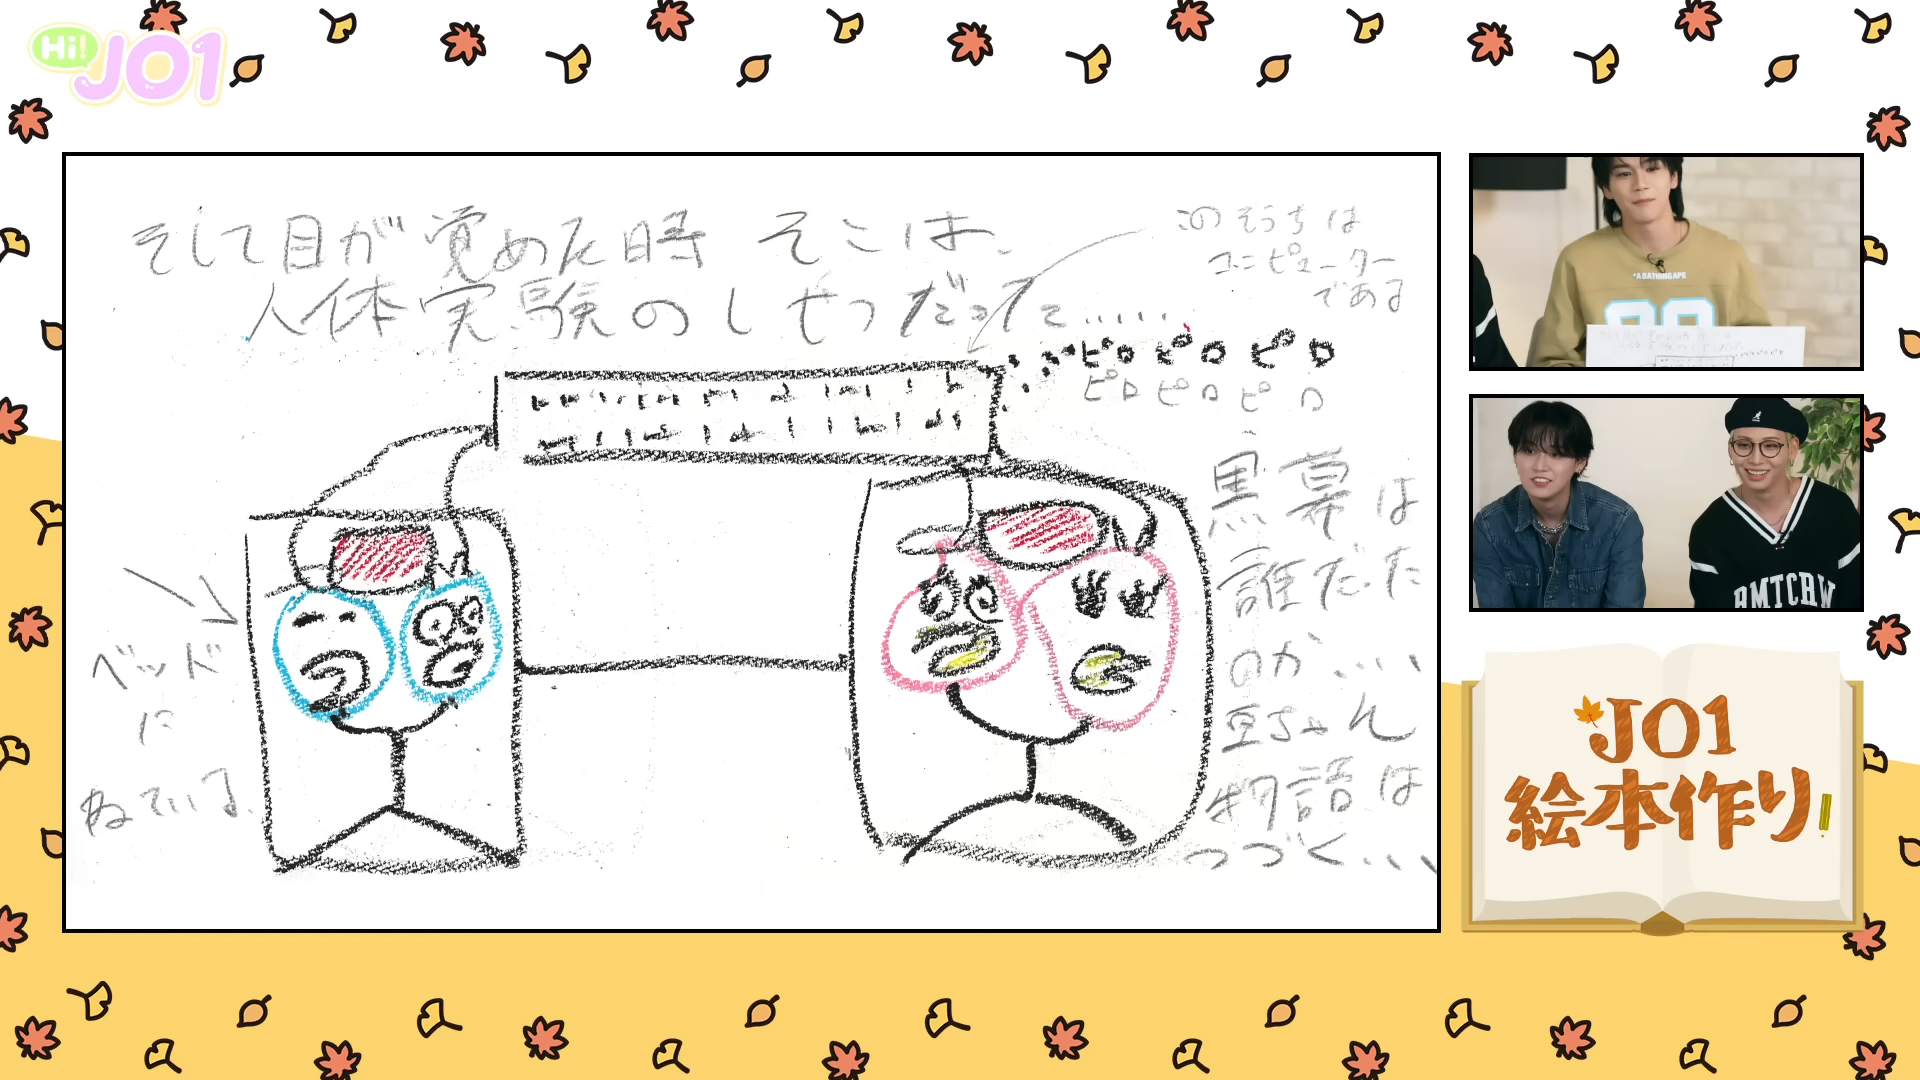 Hi! JO1
そして目が覚めた時 そこは、
人体実験のしせつだって.....
このそうちは
コンピューター
である
ピロピロピロ
ピロピロピロ
黒幕は
誰だった
のか...
豆ちゃん
物語は
つづく...
ベッド
に
ねている。
*A BATHING APE
BMTCRW
JO1
絵本作り